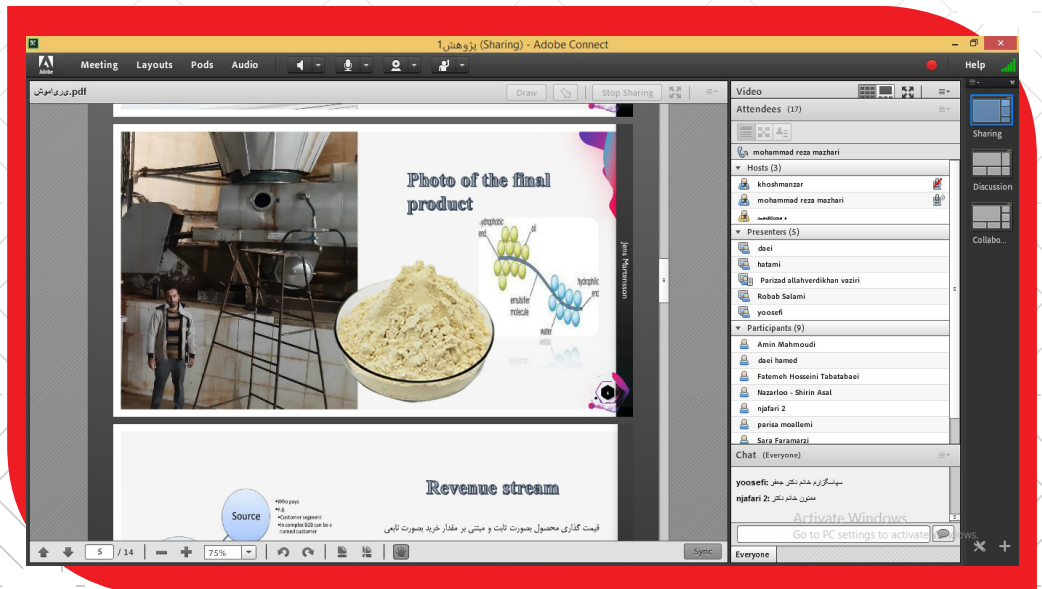 پژوهش1 (Sharing) - Adobe Connect
Adobe
Meeting
Layouts
Pods
Audio
Help
Draw
Stop Sharing
Video
Attendees (17)
mohammad reza mazhari
Hosts (3)
khoshmanzar
mohammad reza mazhari
Presenters (5)
daei
hatami
Parizad allahverdikhan vaziri
Robab Salami
yoosefi
Participants (9)
Amin Mahmoudi
daei hamed
Fatemeh Hosseini Tabatabaei
Nazarloo - Shirin Asal
njafari 2
parisa moallemi
Sara Faramarzi
Chat (Everyone)
yoosefi: سپاسگزارم خانم دکتر جعفر
njafari 2: ممنون خانم دکتر
Everyone
Sharing
Discussion
Collabo...
Photo of the final
product
hydrophobic
end
oil
emulsifer
molecule
hydrophilic
end
water
Jens Martensson
Revenue stream
Source
•Who pays
•Customer segment
•In complex B2B can be a
named customer
قیمت گذاری محصول بصورت ثابت و مبتنی بر مقدار خرید بصورت تابعی
5 / 14
75%
Sync
Activate Windows
Go to PC settings to activate